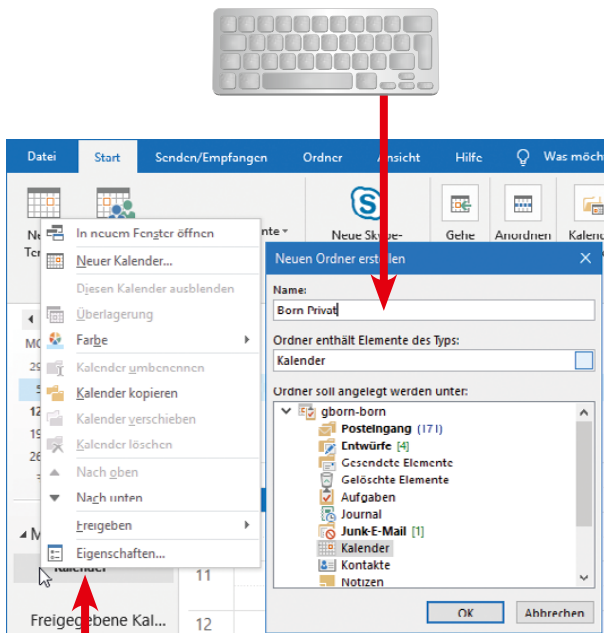 Datei Start Senden/Empfangen Ordner Ansicht Hilfe Was möch
Neue Skype-
Gehe Anordnen Kalend
In neuem Fenster öffnen
Neuer Kalender...
Diesen Kalender ausblenden
Überlagerung
Farbe
Kalender umbenennen
Kalender kopieren
Kalender verschieben
Kalender löschen
Nach oben
Nach unten
Freigeben
Eigenschaften...
Kalender
Freigegebene Kal...
11
12
Neuen Ordner erstellen
Name:
Born Privat
Ordner enthält Elemente des Typs:
Kalender
Ordner soll angelegt werden unter:
gborn-born
Posteingang (171)
Entwürfe [4]
Gesendete Elemente
Gelöschte Elemente
Aufgaben
Journal
Junk-E-Mail [1]
Kalender
Kontakte
Notizen
OK Abbrechen